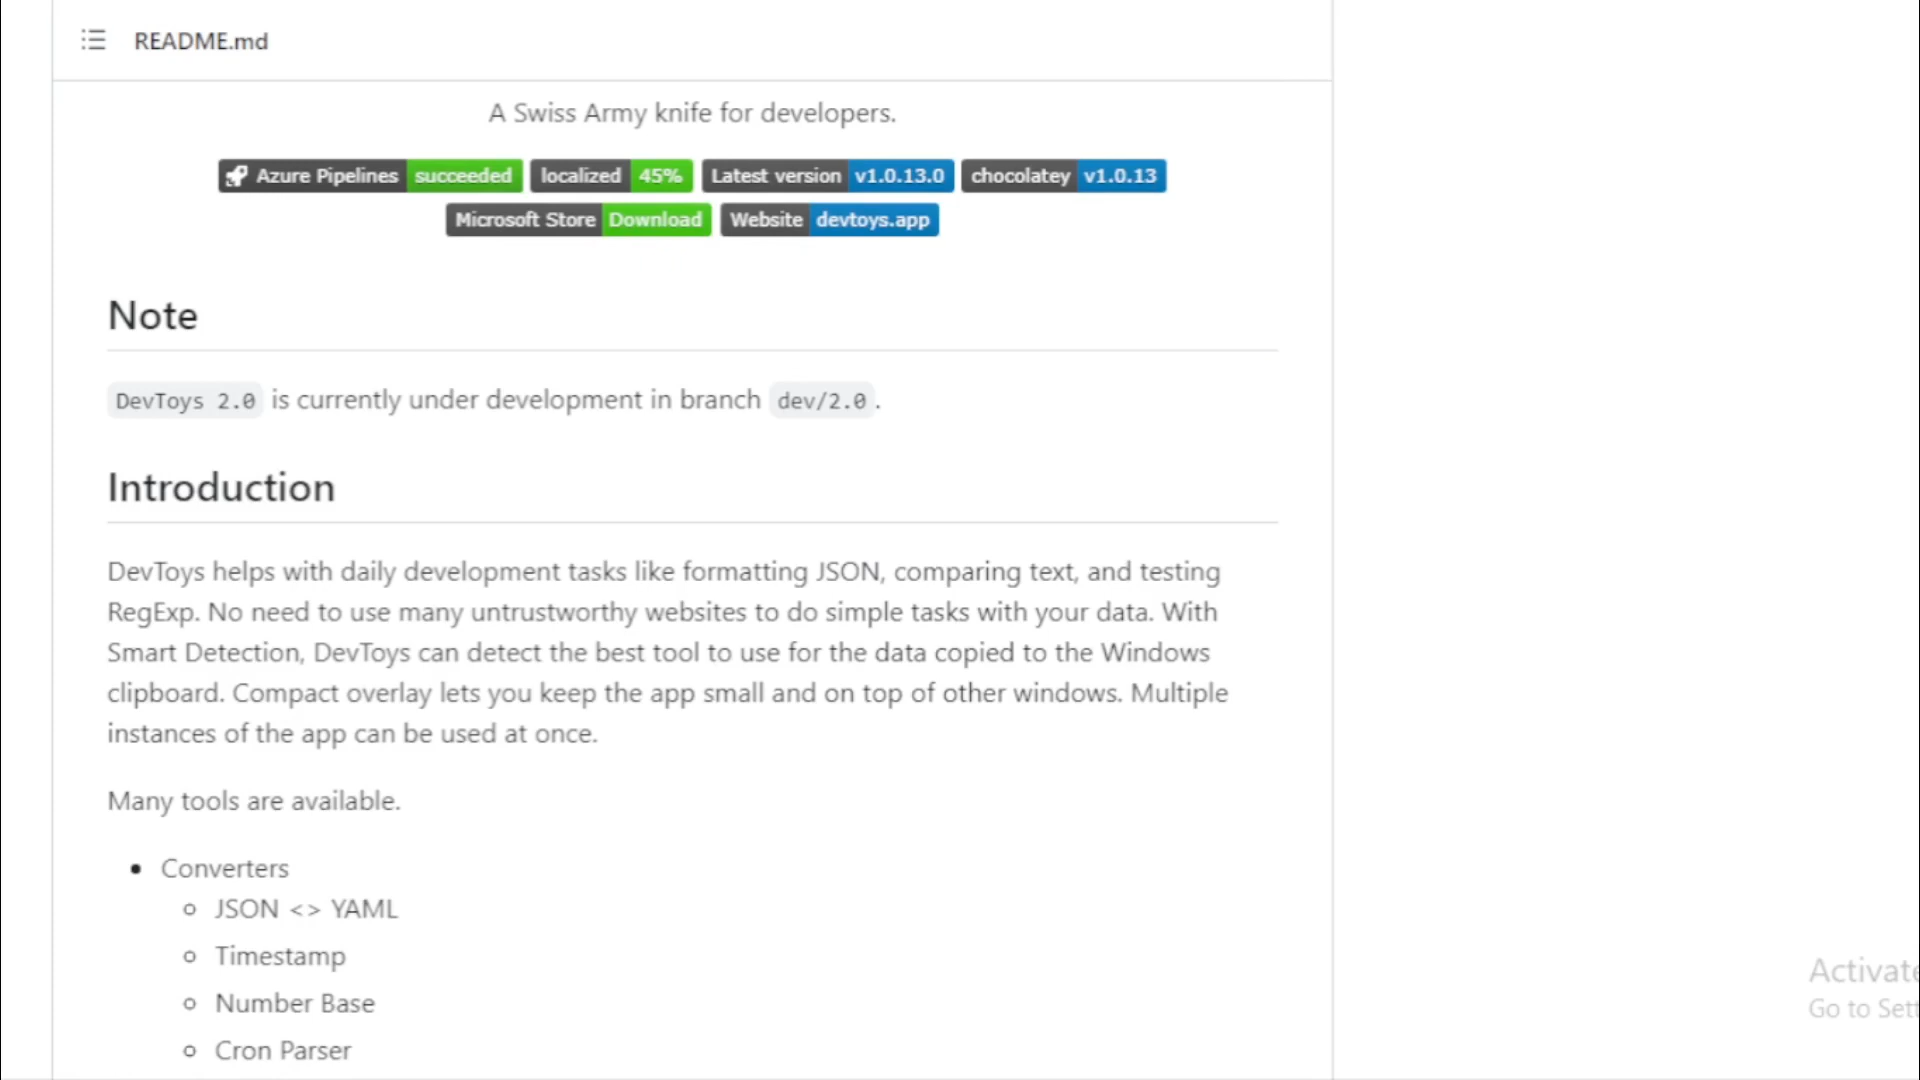 README.md
A Swiss Army knife for developers.
Azure Pipelines succeeded localized 45% Latest version v1.0.13.0 chocolatey v1.0.13
Microsoft Store Download Website devtoys.app
Note
DevToys 2.0 is currently under development in branch dev/2.0.
Introduction
DevToys helps with daily development tasks like formatting JSON, comparing text, and testing
RegExp. No need to use many untrustworthy websites to do simple tasks with your data. With
Smart Detection, DevToys can detect the best tool to use for the data copied to the Windows
clipboard. Compact overlay lets you keep the app small and on top of other windows. Multiple
instances of the app can be used at once.
Many tools are available.
Converters
JSON <> YAML
Timestamp
Number Base
Cron Parser
Activate
Go to Sett